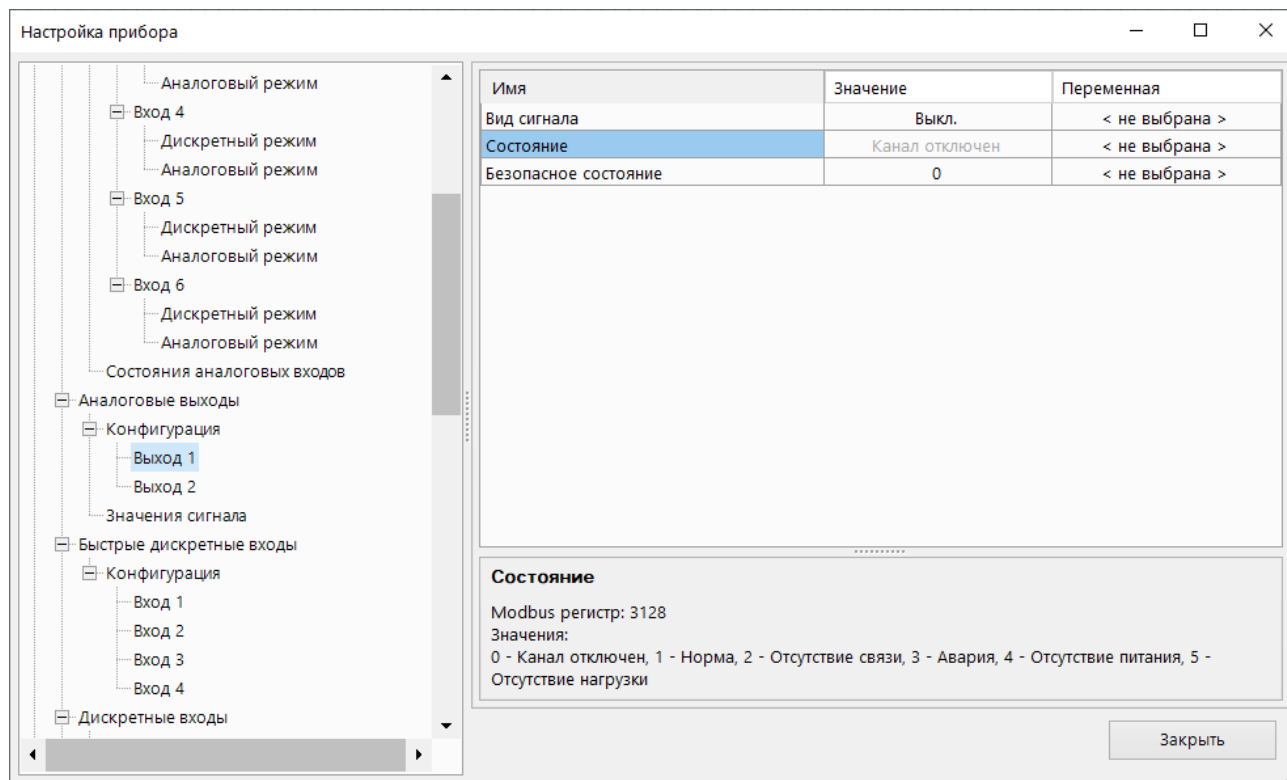 Настройка прибора
Аналоговый режим
Вход 4
Дискретный режим
Аналоговый режим
Вход 5
Дискретный режим
Аналоговый режим
Вход 6
Дискретный режим
Аналоговый режим
Состояния аналоговых входов
Аналоговые выходы
Конфигурация
Выход 1
Выход 2
Значения сигнала
Быстрые дискретные входы
Конфигурация
Вход 1
Вход 2
Вход 3
Вход 4
Дискретные входы
Имя Значение Переменная
Вид сигнала Выкл. < не выбрана >
Состояние Канал отключен < не выбрана >
Безопасное состояние 0 < не выбрана >
Состояние
Modbus регистр: 3128
Значения:
0 - Канал отключен, 1 - Норма, 2 - Отсутствие связи, 3 - Авария, 4 - Отсутствие питания, 5 -
Отсутствие нагрузки
Закрыть